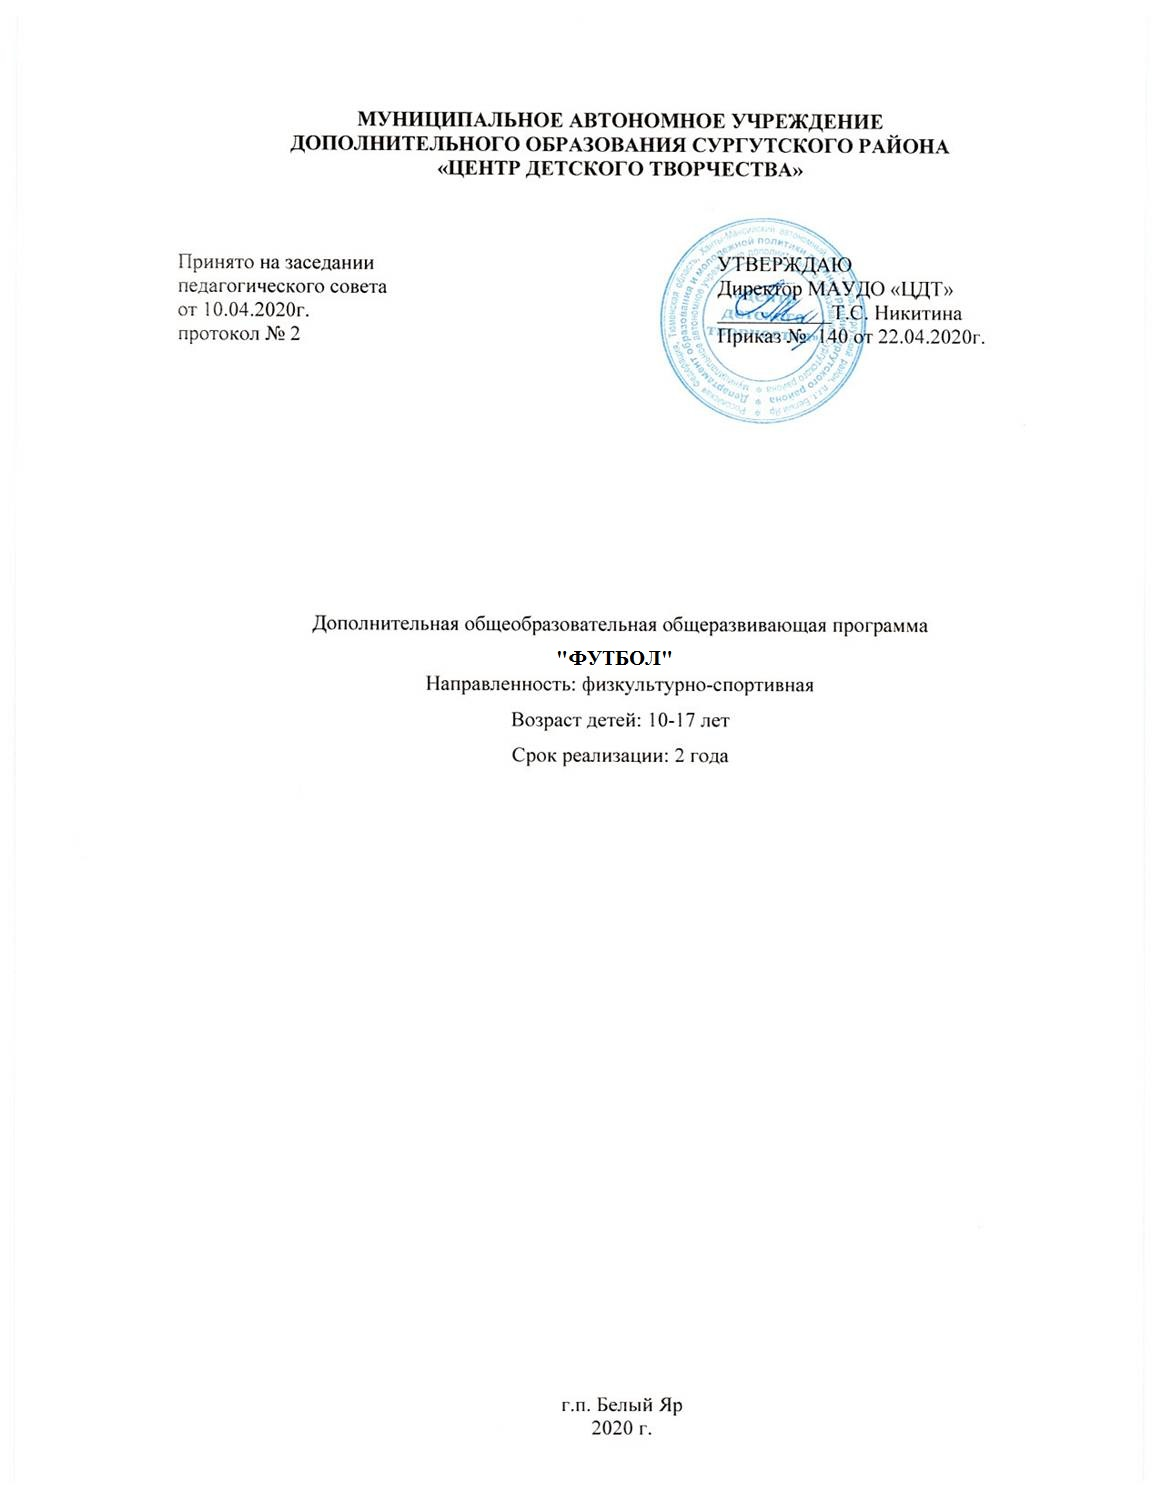 МУНИЦИПАЛЬНОЕ АВТОНОМНОЕ УЧРЕЖДЕНИЕ
ДОПОЛНИТЕЛЬНОГО ОБРАЗОВАНИЯ СУРГУТСКОГО РАЙОНА
«ЦЕНТР ДЕТСКОГО ТВОРЧЕСТВА»
Принято на заседании
педагогического совета
от 10.04.2020г.
протокол № 2
УТВЕРЖДАЮ
Директор МАУДО «ЦДТ»
___________Т.С. Никитина
Приказ № 140 от 22.04.2020г.
Дополнительная общеобразовательная общеразвивающая программа
"ФУТБОЛ"
Направленность: физкультурно-спортивная
Возраст детей: 10-17 лет
Срок реализации: 2 года
г.п. Белый Яр
2020 г.